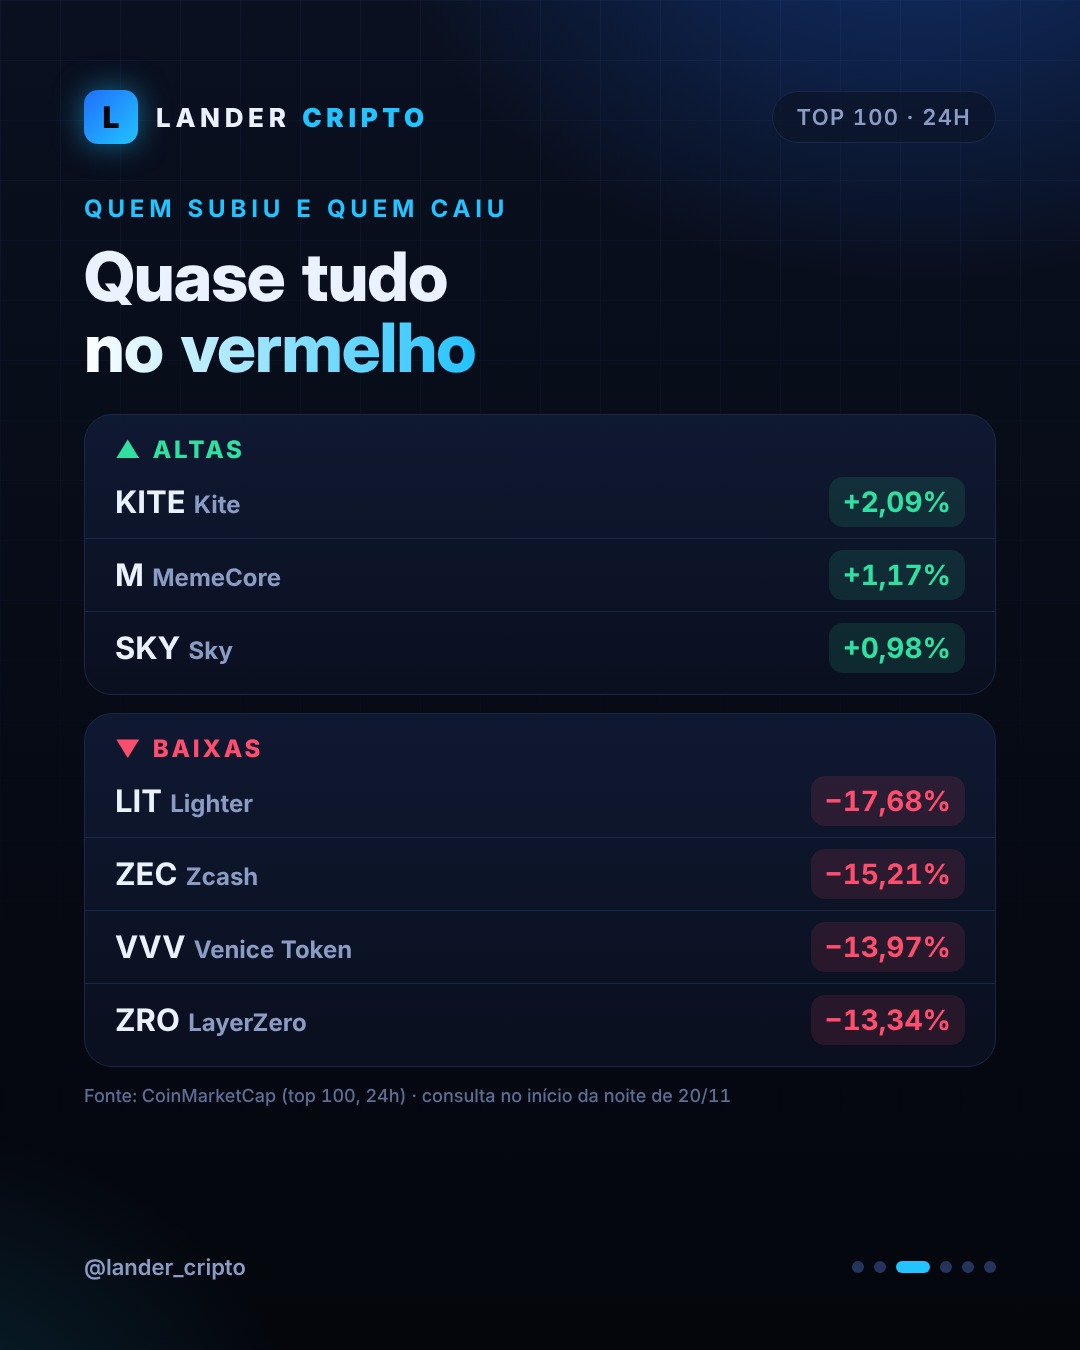 L LANDER CRIPTO
TOP 100 · 24H
QUEM SUBIU E QUEM CAIU
Quase tudo
no vermelho
▲ ALTAS
KITE Kite +2,09%
M MemeCore +1,17%
SKY Sky +0,98%
▼ BAIXAS
LIT Lighter −17,68%
ZEC Zcash −15,21%
VVV Venice Token −13,97%
ZRO LayerZero −13,34%
Fonte: CoinMarketCap (top 100, 24h) · consulta no início da noite de 20/11
@lander_cripto